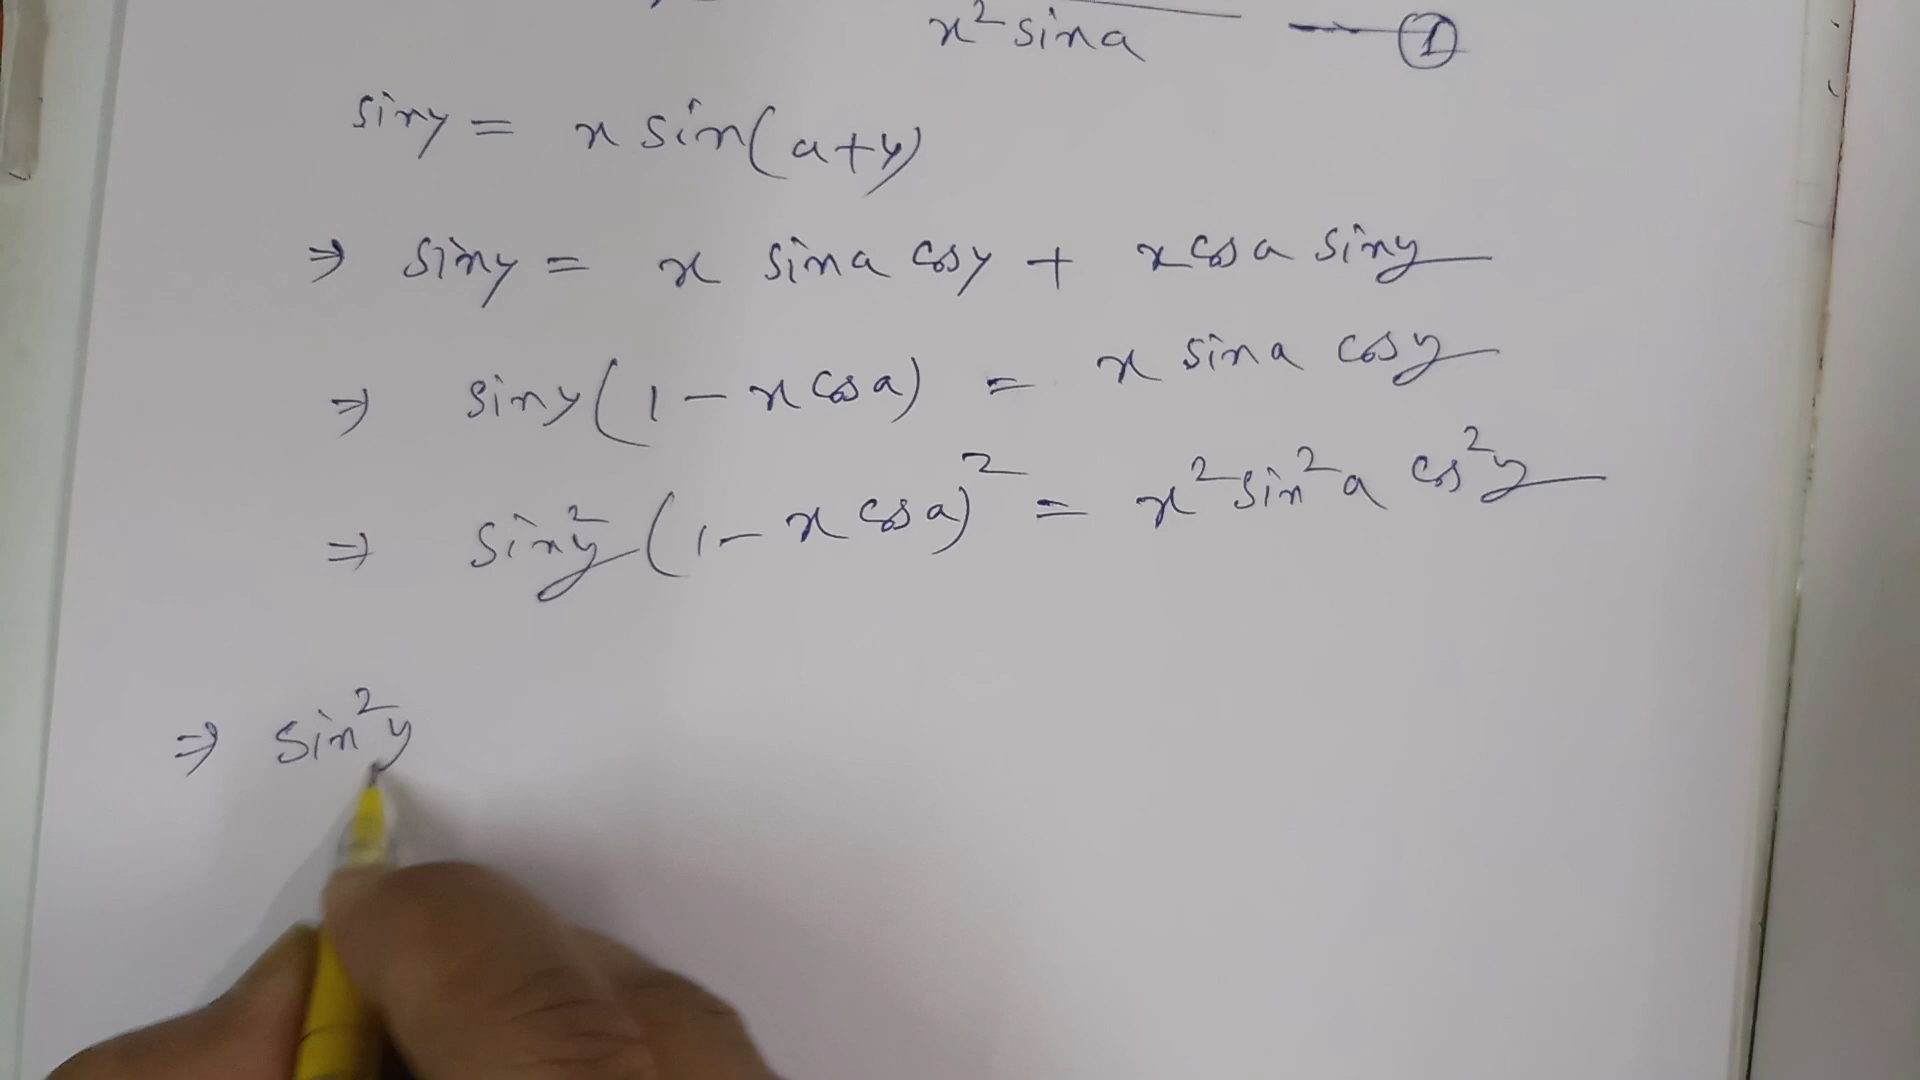 x² sina —— ①
siny = x sin(a+y)
⇒ siny = x sina cosy + x cosa siny
⇒ siny(1 - x cosa) = x sina cosy
⇒ sin²y(1 - x cosa)² = x² sin²a cos²y
⇒ sin²y